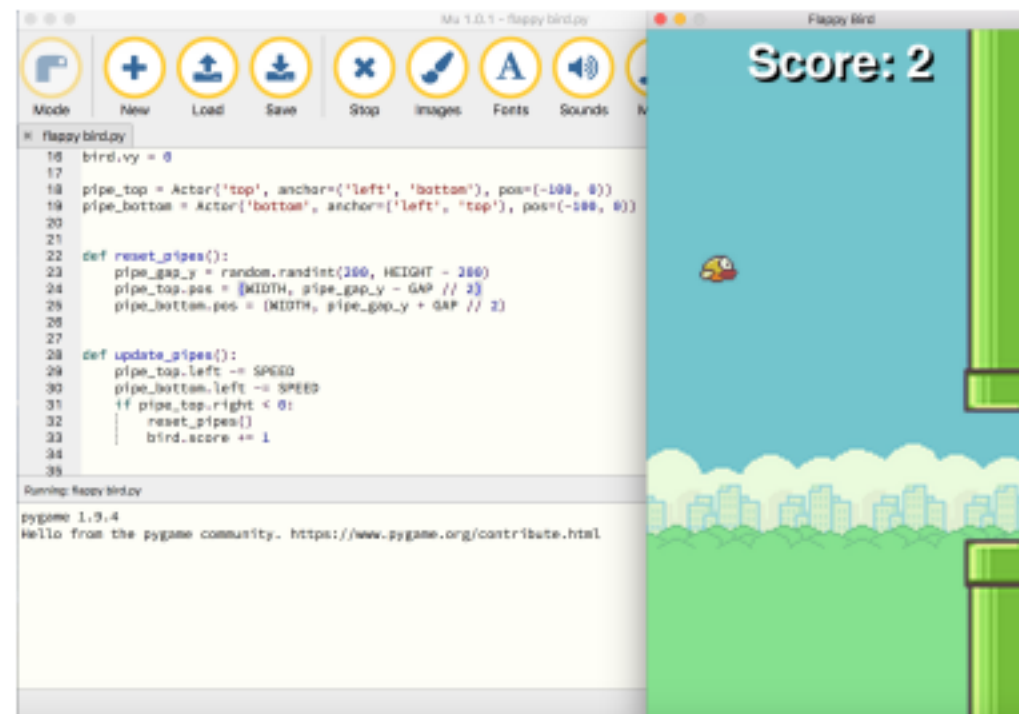 Mu 1.0.1 - flappy bird.py
Flappy Bird
Mode New Load Save Stop Images Fonts Sounds M
Score: 2
flappy bird.py
16 bird.vy = 0
17
18 pipe_top = Actor('top', anchor=('left', 'bottom'), pos=(-100, 0))
19 pipe_bottom = Actor('bottom', anchor=('left', 'top'), pos=(-100, 0))
20
21
22 def reset_pipes():
23 pipe_gap_y = random.randint(200, HEIGHT - 200)
24 pipe_top.pos = (WIDTH, pipe_gap_y - GAP // 2)
25 pipe_bottom.pos = (WIDTH, pipe_gap_y + GAP // 2)
26
27
28 def update_pipes():
29 pipe_top.left -= SPEED
30 pipe_bottom.left -= SPEED
31 if pipe_top.right < 0:
32 reset_pipes()
33 bird.score += 1
34
35
Running: flappy bird.py
pygame 1.9.4
Hello from the pygame community. https://www.pygame.org/contribute.html